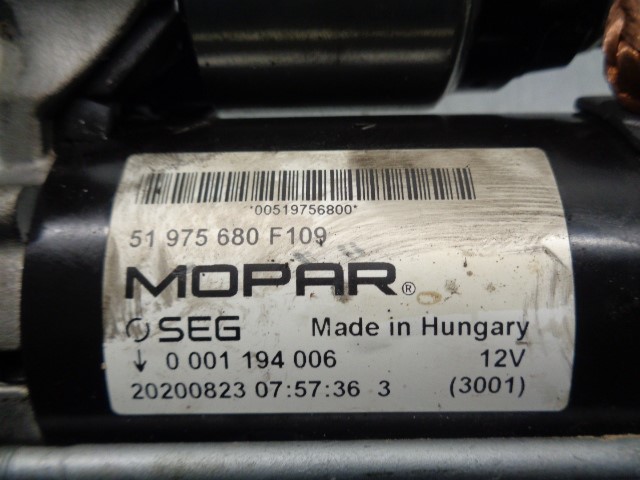 *00519756800*
51 975 680 F109
MOPAR®
SEG Made in Hungary
↓ 0 001 194 006 12V
20200823 07:57:36 3 (3001)